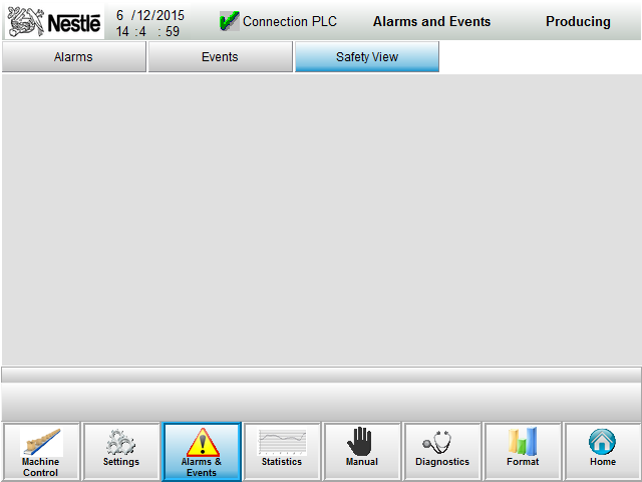 Nestlé
6 /12/2015
14 :4 : 59
Connection PLC
Alarms and Events
Producing
Alarms
Events
Safety View
Machine
Control
Settings
Alarms &
Events
Statistics
Manual
Diagnostics
Format
Home